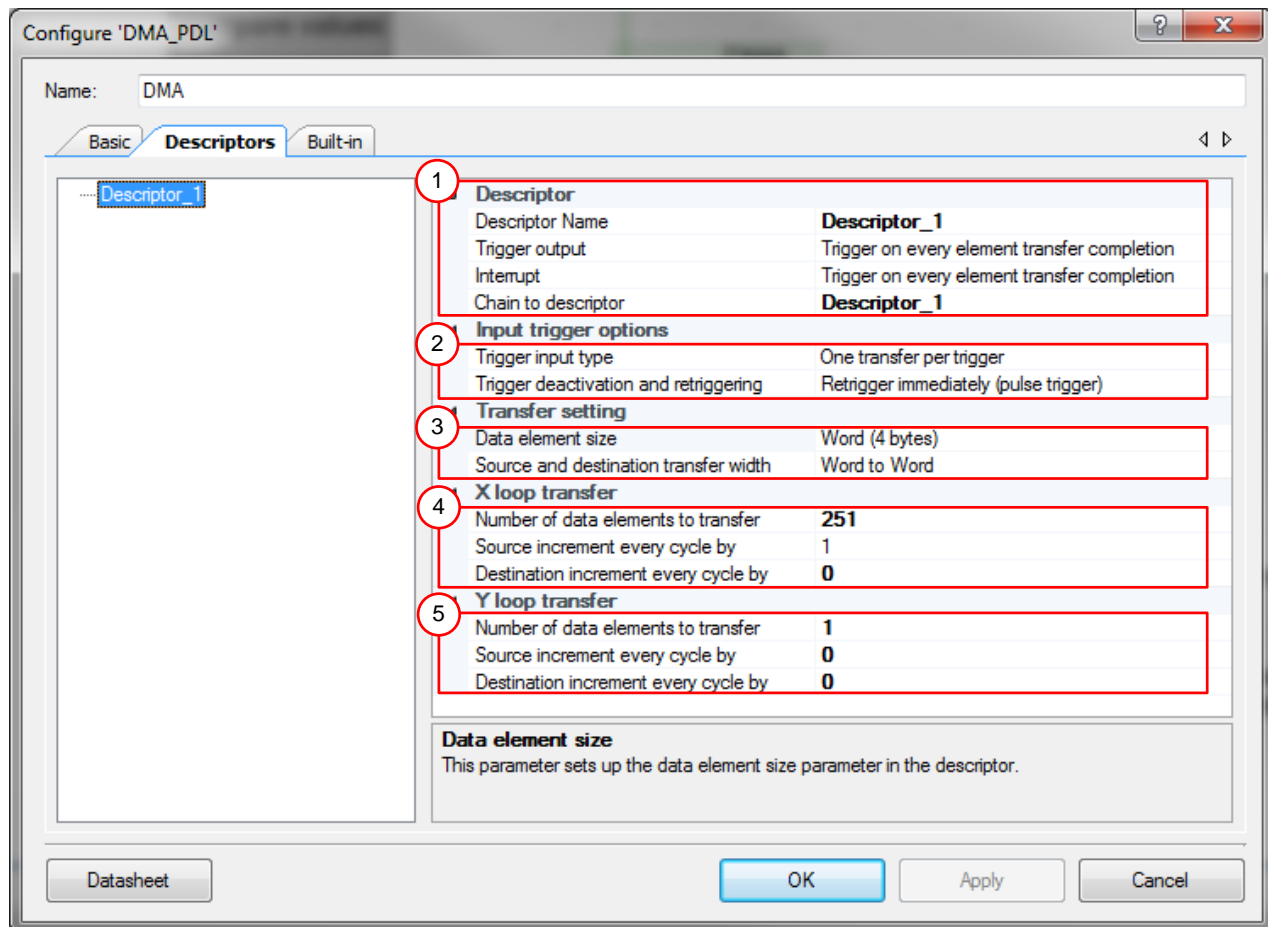 Configure 'DMA_PDL'
Name: DMA
Basic Descriptors Built-in
Descriptor_1
1
Descriptor
Descriptor Name Descriptor_1
Trigger output Trigger on every element transfer completion
Interrupt Trigger on every element transfer completion
Chain to descriptor Descriptor_1
Input trigger options
2
Trigger input type One transfer per trigger
Trigger deactivation and retriggering Retrigger immediately (pulse trigger)
Transfer setting
3
Data element size Word (4 bytes)
Source and destination transfer width Word to Word
X loop transfer
4
Number of data elements to transfer 251
Source increment every cycle by 1
Destination increment every cycle by 0
Y loop transfer
5
Number of data elements to transfer 1
Source increment every cycle by 0
Destination increment every cycle by 0
Data element size
This parameter sets up the data element size parameter in the descriptor.
Datasheet OK Apply Cancel